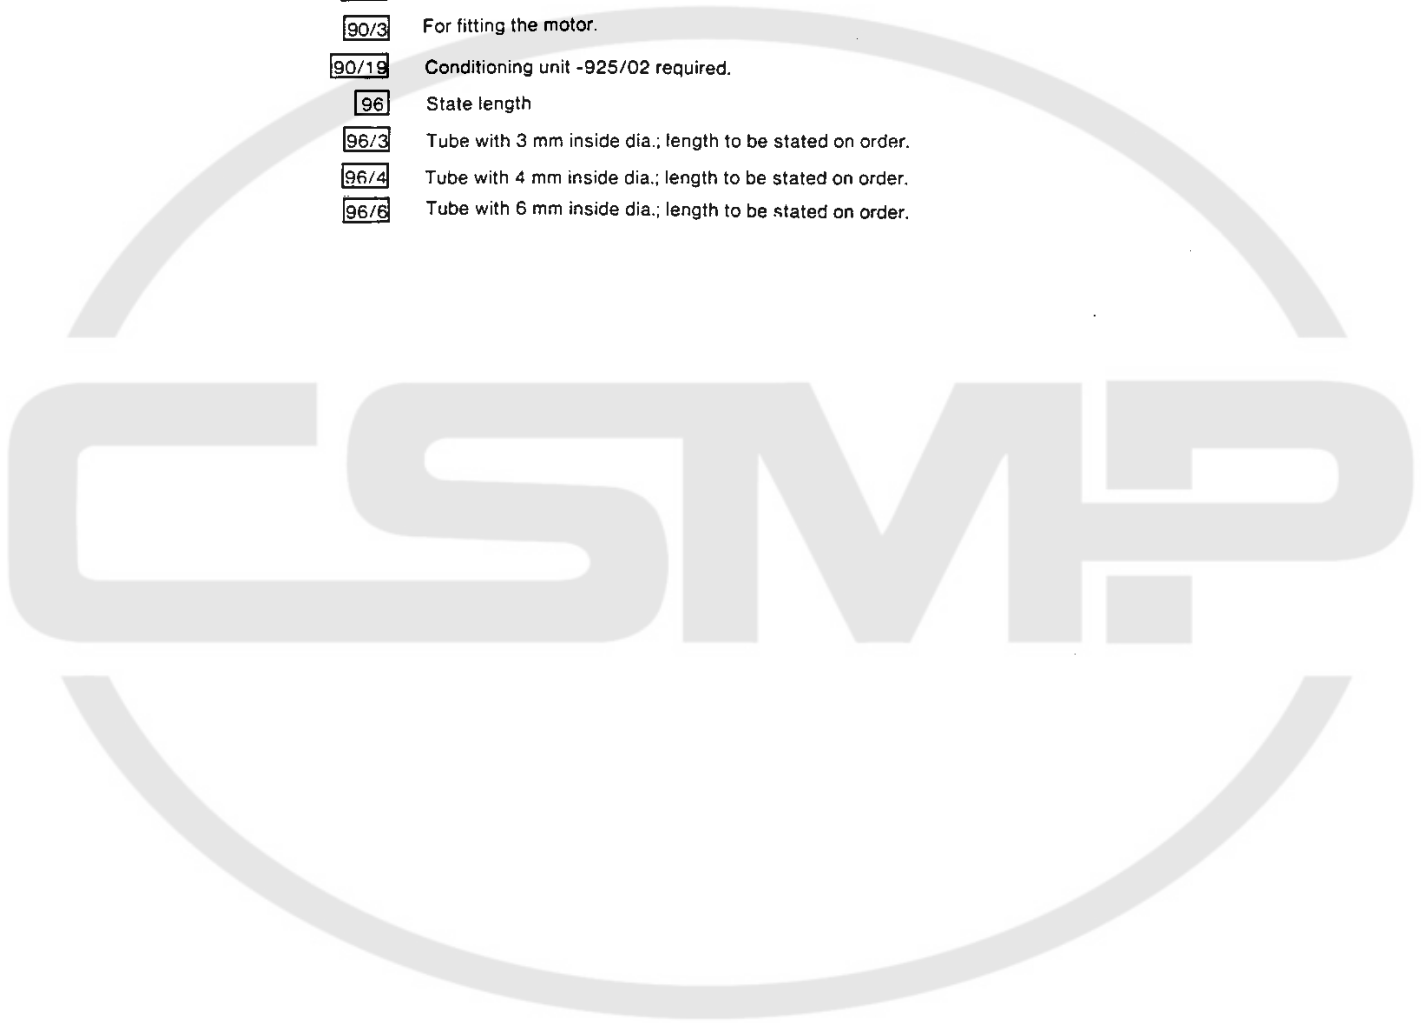 90/3 For fitting the motor.
90/19 Conditioning unit -925/02 required.
96 State length
96/3 Tube with 3 mm inside dia.; length to be stated on order.
96/4 Tube with 4 mm inside dia.; length to be stated on order.
96/6 Tube with 6 mm inside dia.; length to be stated on order.
CSMP